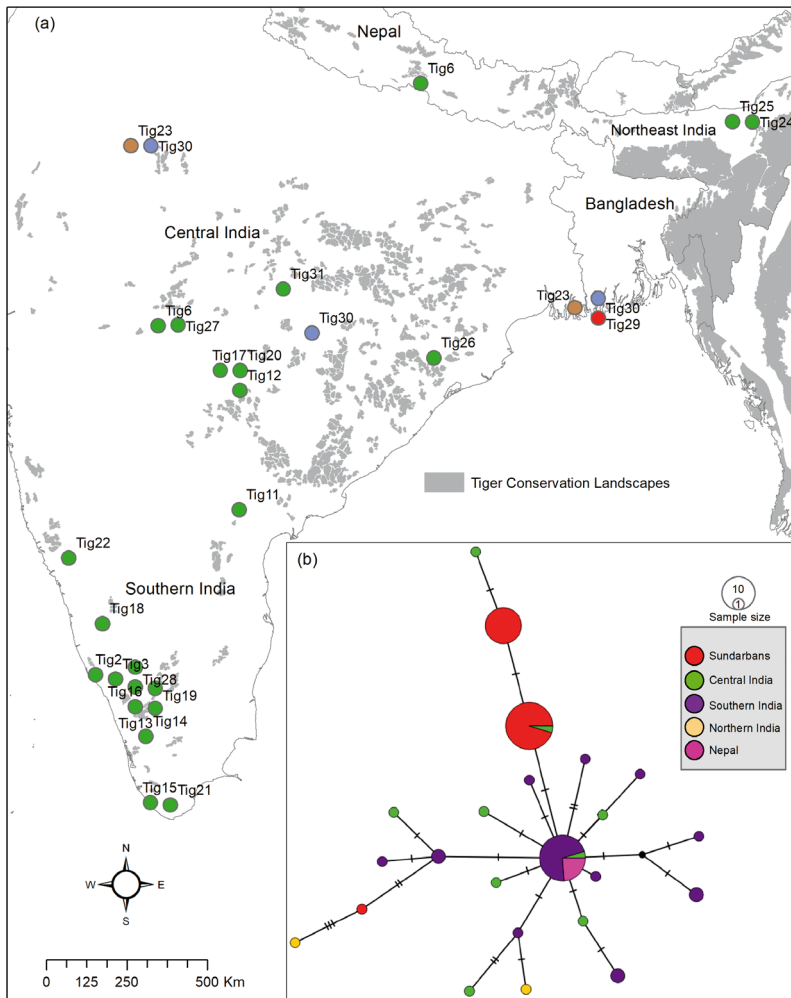 (a)
Nepal
Tig6
Tig25
Tig24
Northeast India
Tig23
Tig30
Bangladesh
Central India
Tig31
Tig23
Tig30
Tig29
Tig6
Tig27
Tig30
Tig26
Tig17 Tig20
Tig12
Tiger Conservation Landscapes
Tig11
Tig22
Southern India
Tig18
Tig2 Tig3
Tig28
Tig16 Tig19
Tig13 Tig14
Tig15 Tig21
N
W E
S
0 125 250 500 Km
(b)
10
1
Sample size
Sundarbans
Central India
Southern India
Northern India
Nepal